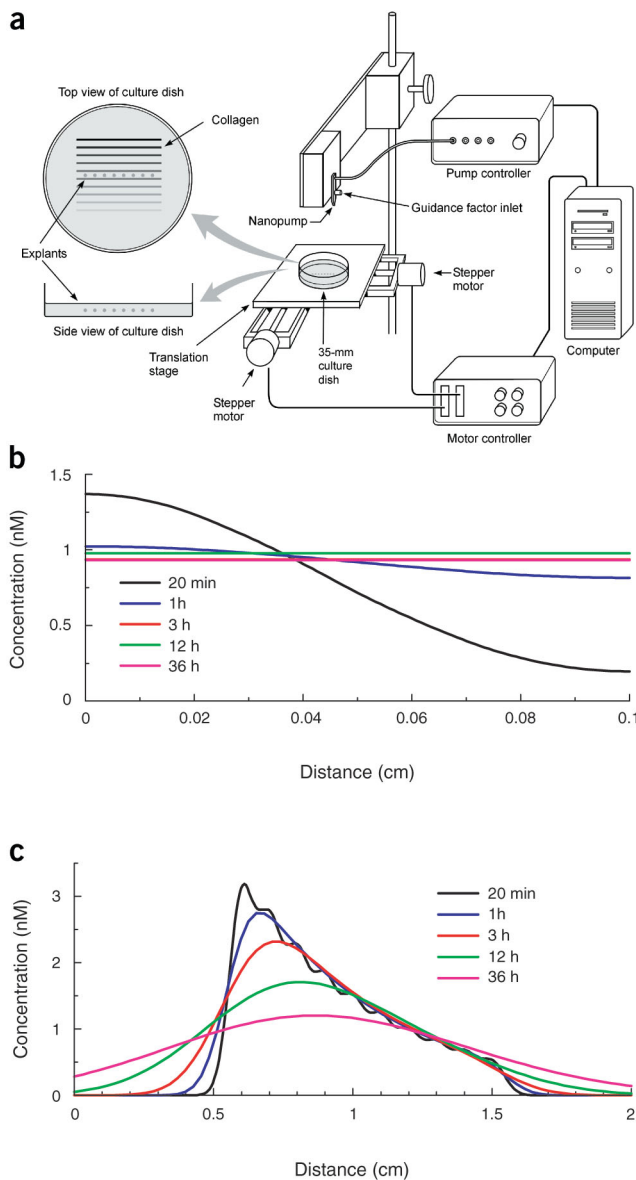 a
Top view of culture dish
Collagen
Explants
Side view of culture dish
Nanopump
Guidance factor inlet
Pump controller
Stepper
motor
Translation
stage
35-mm
culture
dish
Stepper
motor
Computer
Motor controller
b
Concentration (nM)
1.5
1
0.5
0
20 min
1h
3 h
12 h
36 h
0 0.02 0.04 0.06 0.08 0.1
Distance (cm)
c
Concentration (nM)
3
2
1
0
20 min
1h
3 h
12 h
36 h
0 0.5 1 1.5 2
Distance (cm)